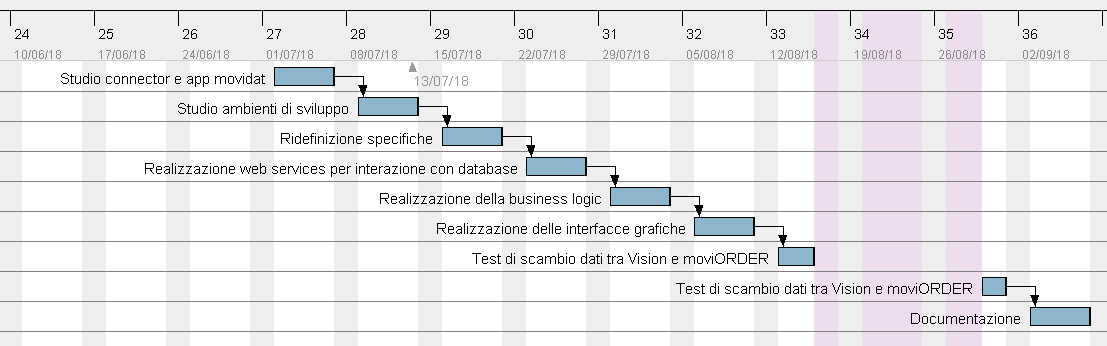 24 25 26 27 28 29 30 31 32 33 34 35 36
10/06/18 17/06/18 24/06/18 01/07/18 08/07/18 15/07/18 22/07/18 29/07/18 05/08/18 12/08/18 19/08/18 26/08/18 02/09/18
Studio connector e app movidat
13/07/18
Studio ambienti di sviluppo
Ridefinizione specifiche
Realizzazione web services per interazione con database
Realizzazione della business logic
Realizzazione delle interfacce grafiche
Test di scambio dati tra Vision e moviORDER
Test di scambio dati tra Vision e moviORDER
Documentazione